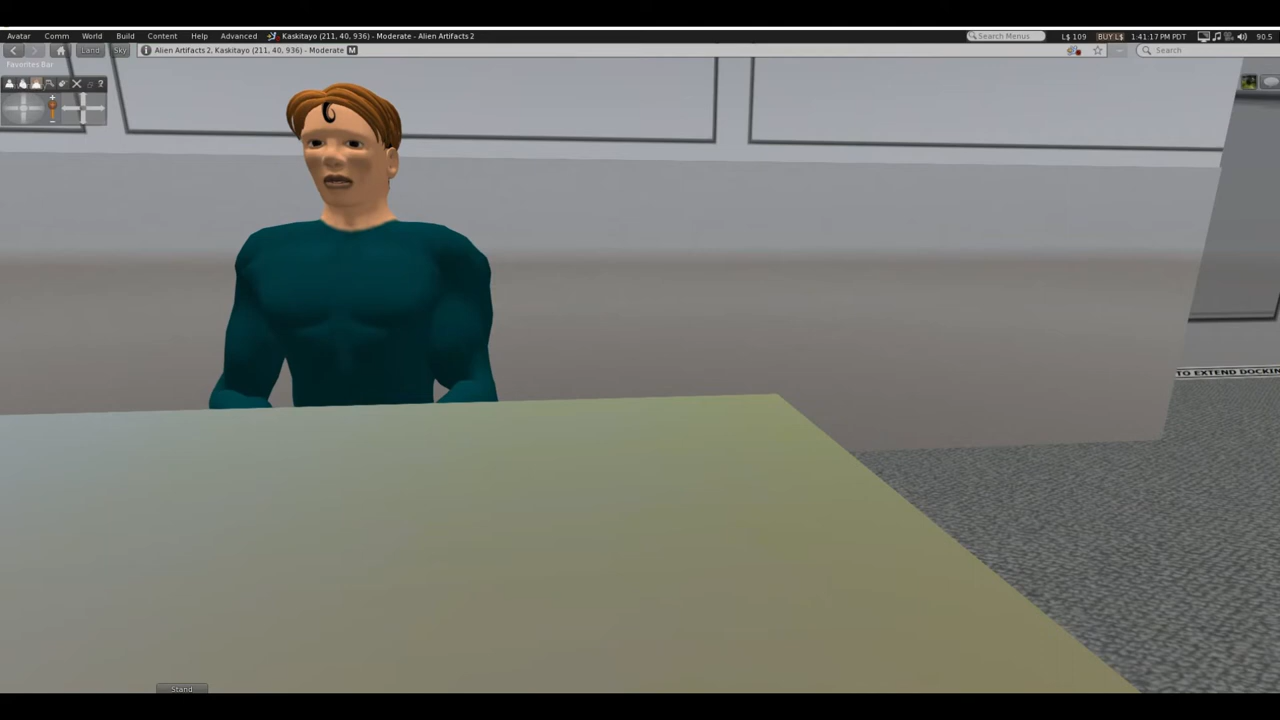 Avatar Comm World Build Content Help Advanced Kaskitayo (211, 40, 936) - Moderate - Alien Artifacts 2 Search Menus L$ 109 BUY L$ 1:41:17 PM PDT 90.5
Land Sky Alien Artifacts 2, Kaskitayo (211, 40, 936) - Moderate M Search
Favorites Bar
?
TO EXTEND DOCKIN
Stand